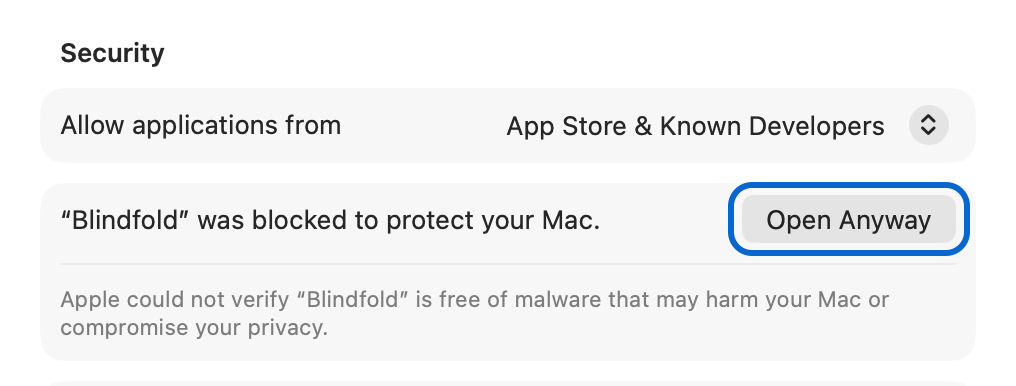 Security
Allow applications from App Store & Known Developers
“Blindfold” was blocked to protect your Mac. Open Anyway
Apple could not verify “Blindfold” is free of malware that may harm your Mac or
compromise your privacy.